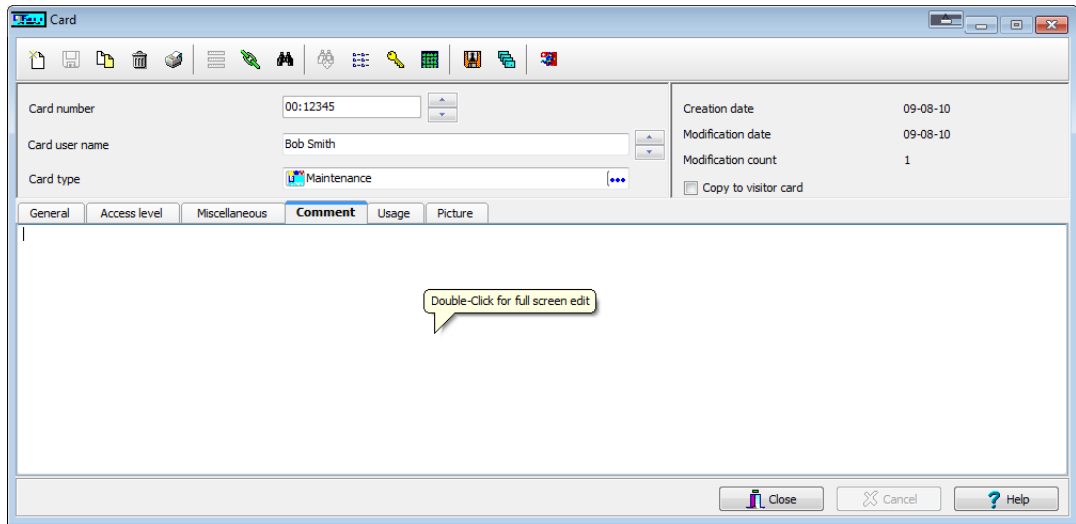 Card
Card number
00:12345
Card user name
Bob Smith
Card type
Maintenance
Creation date 09-08-10
Modification date 09-08-10
Modification count 1
Copy to visitor card
General Access level Miscellaneous Comment Usage Picture
Double-Click for full screen edit
Close Cancel Help